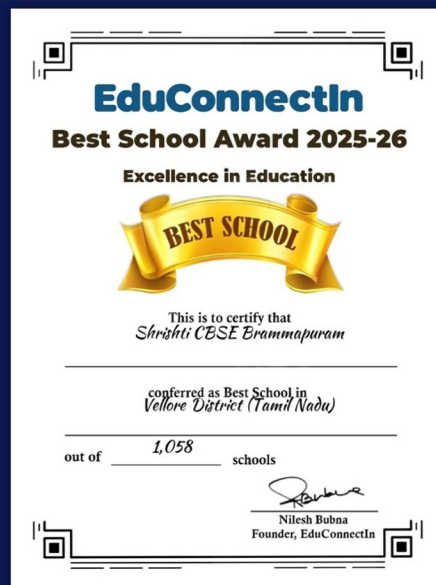 EduConnectIn
Best School Award 2025-26
Excellence in Education
BEST SCHOOL
This is to certify that
Shrishti CBSE Brammapuram
conferred as Best School in
Vellore District (Tamil Nadu)
out of 1,058 schools
Nilesh Bubna
Founder, EduConnectIn